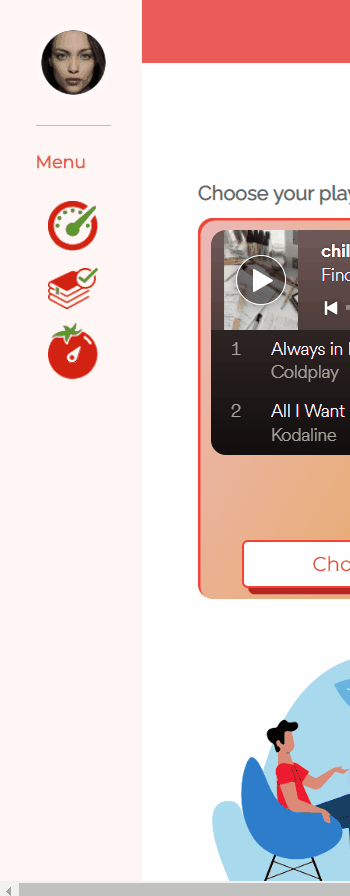 Menu
Choose your play
chil
Find
1 Always in
Coldplay
2 All I Want
Kodaline
Cho